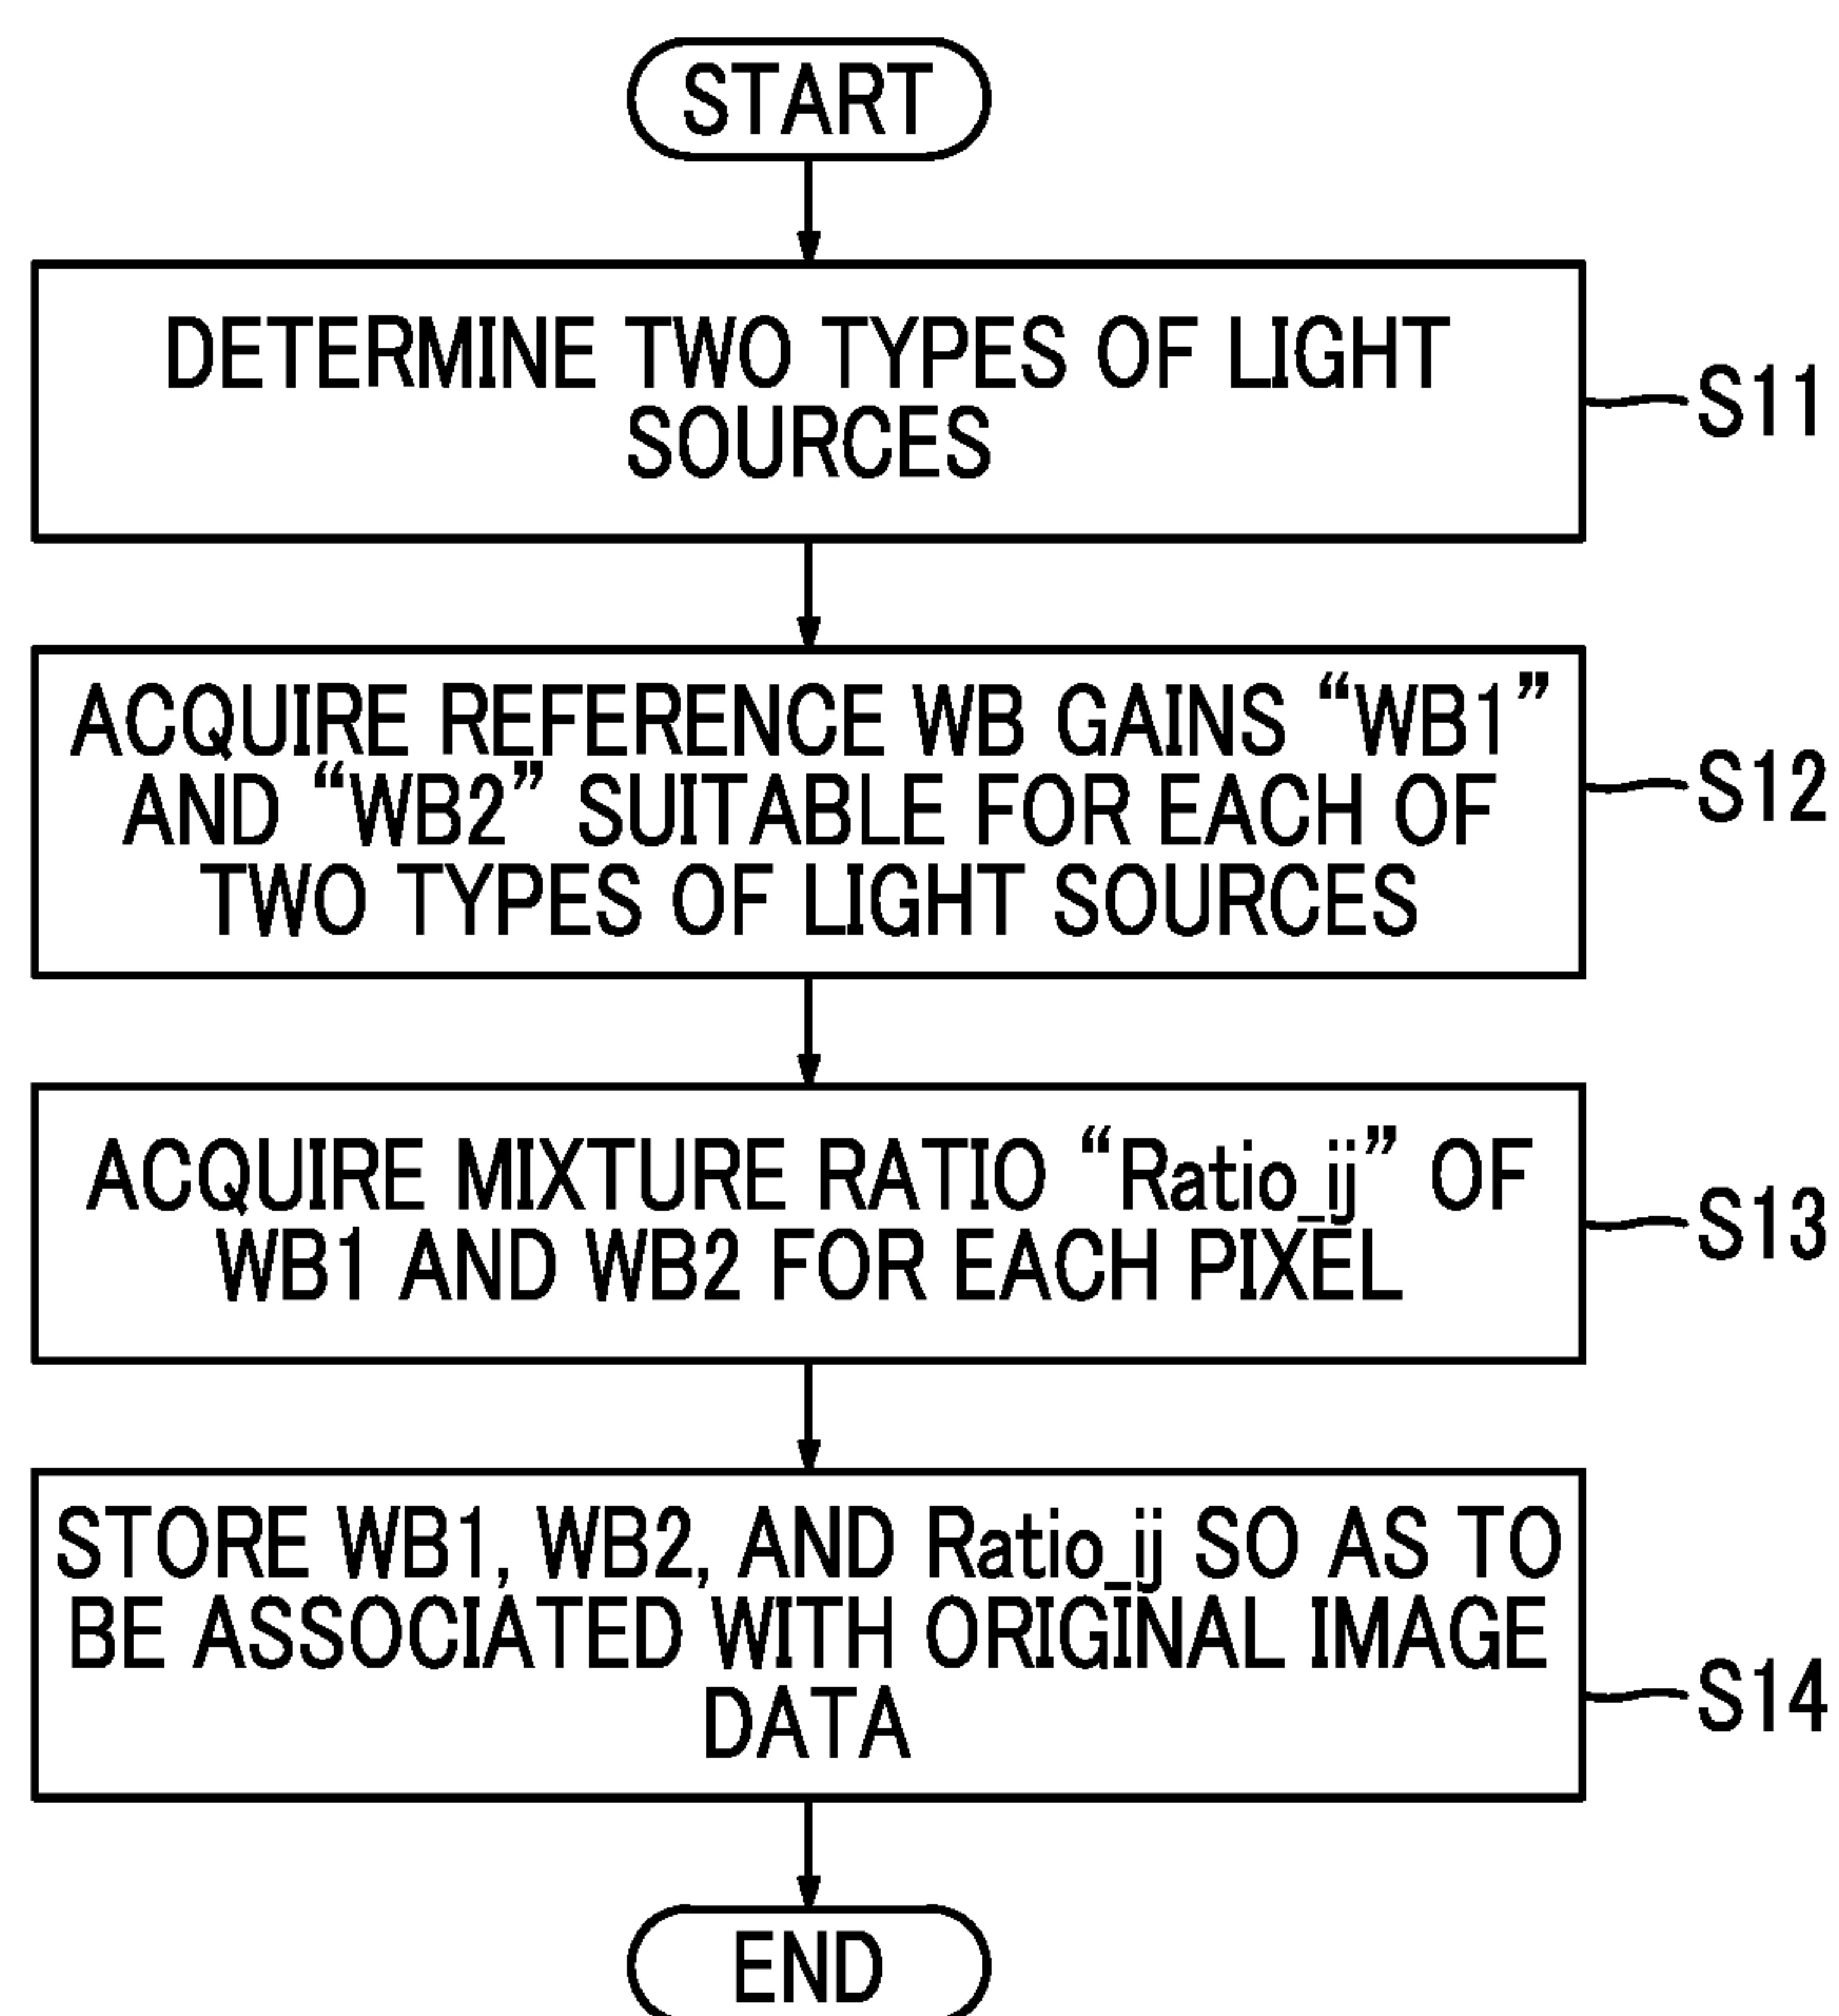 START
DETERMINE TWO TYPES OF LIGHT
SOURCES
S11
ACQUIRE REFERENCE WB GAINS “WB1”
AND “WB2” SUITABLE FOR EACH OF
TWO TYPES OF LIGHT SOURCES
S12
ACQUIRE MIXTURE RATIO “Ratio_ij” OF
WB1 AND WB2 FOR EACH PIXEL
S13
STORE WB1, WB2, AND Ratio_ij SO AS TO
BE ASSOCIATED WITH ORIGINAL IMAGE
DATA
S14
END